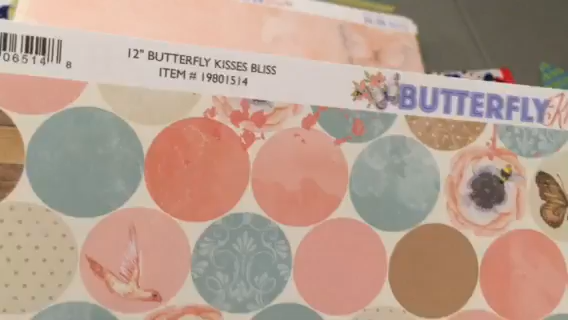 06514 8
12" BUTTERFLY KISSES BLISS
ITEM # 19801514
BUTTERFLY